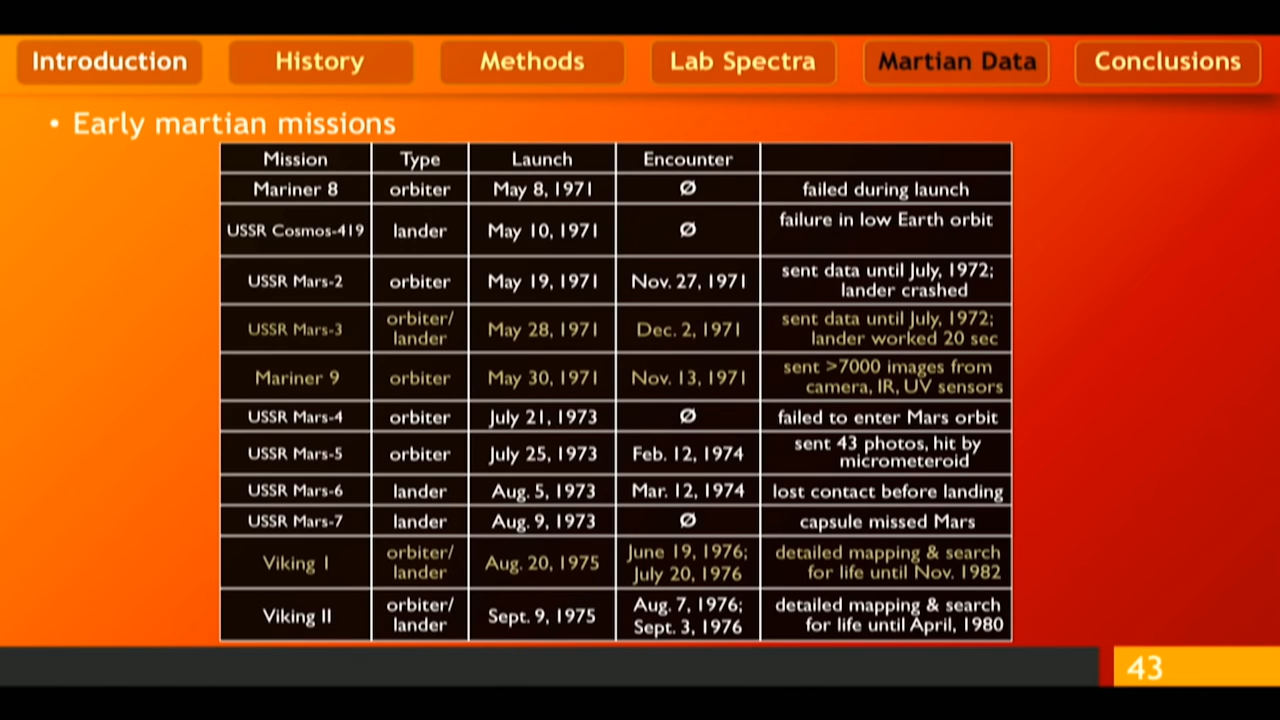 Introduction History Methods Lab Spectra Martian Data Conclusions
• Early martian missions
Mission Type Launch Encounter
Mariner 8 orbiter May 8, 1971 Ø failed during launch
USSR Cosmos-419 lander May 10, 1971 Ø failure in low Earth orbit
USSR Mars-2 orbiter May 19, 1971 Nov. 27, 1971 sent data until July, 1972;
lander crashed
USSR Mars-3 orbiter/
lander May 28, 1971 Dec. 2, 1971 sent data until July, 1972;
lander worked 20 sec
Mariner 9 orbiter May 30, 1971 Nov. 13, 1971 sent >7000 images from
camera, IR, UV sensors
USSR Mars-4 orbiter July 21, 1973 Ø failed to enter Mars orbit
USSR Mars-5 orbiter July 25, 1973 Feb. 12, 1974 sent 43 photos, hit by
micrometeroid
USSR Mars-6 lander Aug. 5, 1973 Mar. 12, 1974 lost contact before landing
USSR Mars-7 lander Aug. 9, 1973 Ø capsule missed Mars
Viking I orbiter/
lander Aug. 20, 1975 June 19, 1976;
July 20, 1976 detailed mapping & search
for life until Nov. 1982
Viking II orbiter/
lander Sept. 9, 1975 Aug. 7, 1976;
Sept. 3, 1976 detailed mapping & search
for life until April, 1980
43